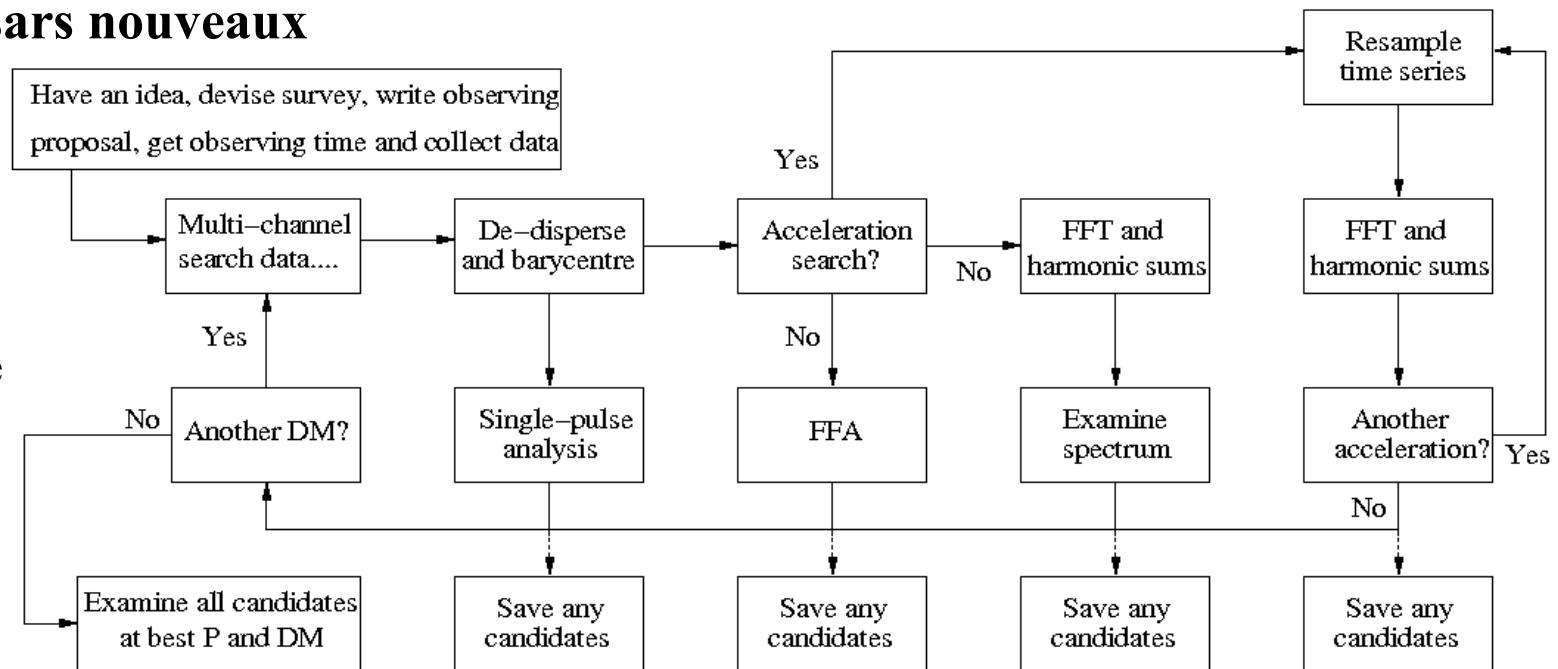 nouveaux
Have an idea, devise survey, write observing
proposal, get observing time and collect data
Resample
time series
Yes
Multi−channel
search data....
De−disperse
and barycentre
Acceleration
search?
No
FFT and
harmonic sums
FFT and
harmonic sums
Yes
No
No
Another DM?
Single−pulse
analysis
FFA
Examine
spectrum
Another
acceleration?
Yes
No
Examine all candidates
at best P and DM
Save any
candidates
Save any
candidates
Save any
candidates
Save any
candidates